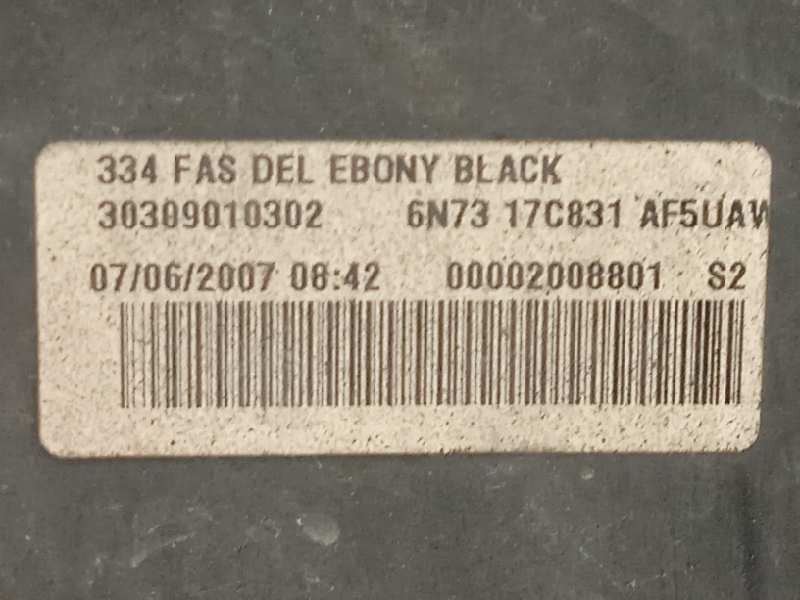 334 FAS DEL EBONY BLACK
30309010302 6N73 17C831 AF5UAW
07/06/2007 08:42 00002008801 S2